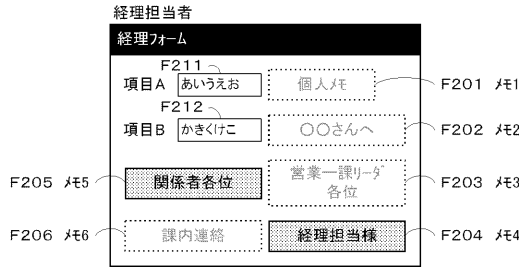 経理担当者
経理フォーム
F211
項目A あいうえお 個人メモ F201 メモ1
F212
項目B かきくけこ 〇〇さんへ F202 メモ2
F205 メモ5 関係者各位 営業一課リーダ F203 メモ3
各位
F206 メモ6 課内連絡 経理担当様 F204 メモ4